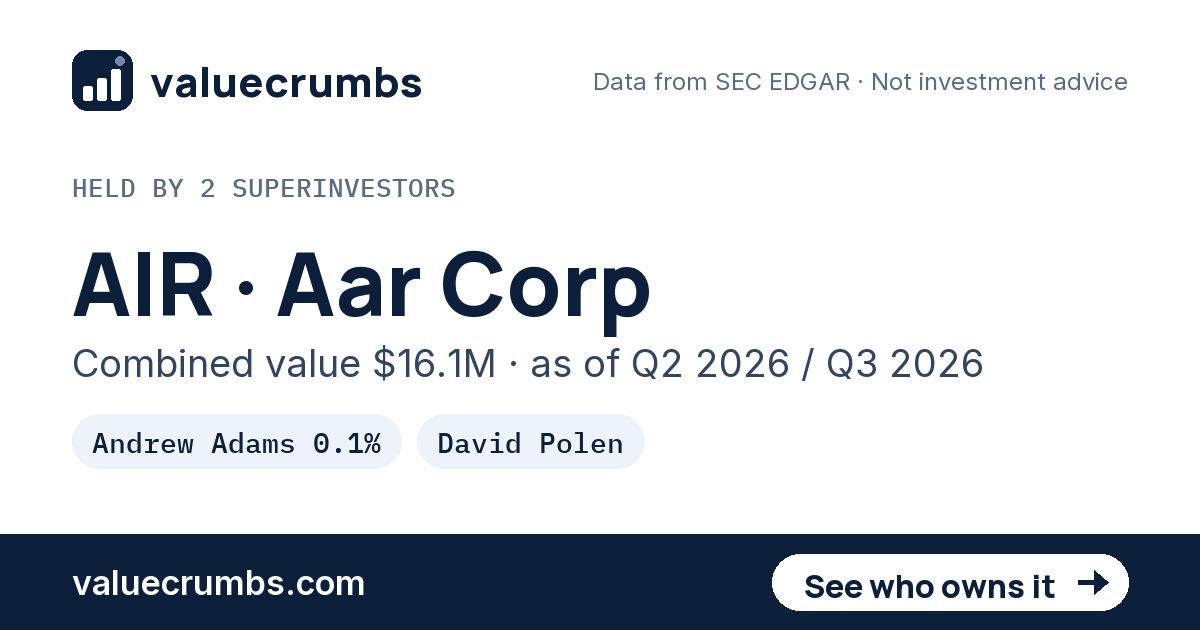 valuecrumbs
Data from SEC EDGAR · Not investment advice
HELD BY 2 SUPERINVESTORS
AIR · Aar Corp
Combined value $16.1M · as of Q2 2026 / Q3 2026
Andrew Adams 0.1%
David Polen
valuecrumbs.com
See who owns it →